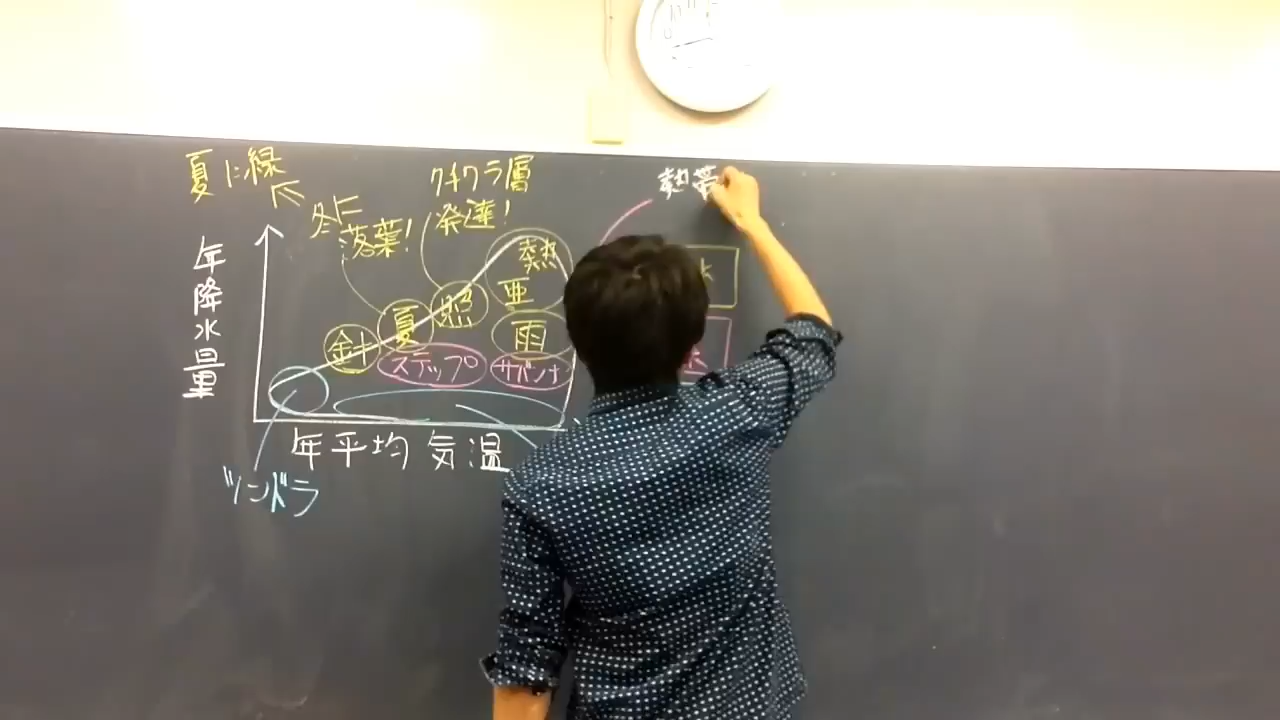 夏に緑
冬に
落葉!
クチクラ層
発達!
熱帯
年降水量
熱
亜
雨
照
夏
針
ステップ
サバンナ
年平均気温
ツンドラ